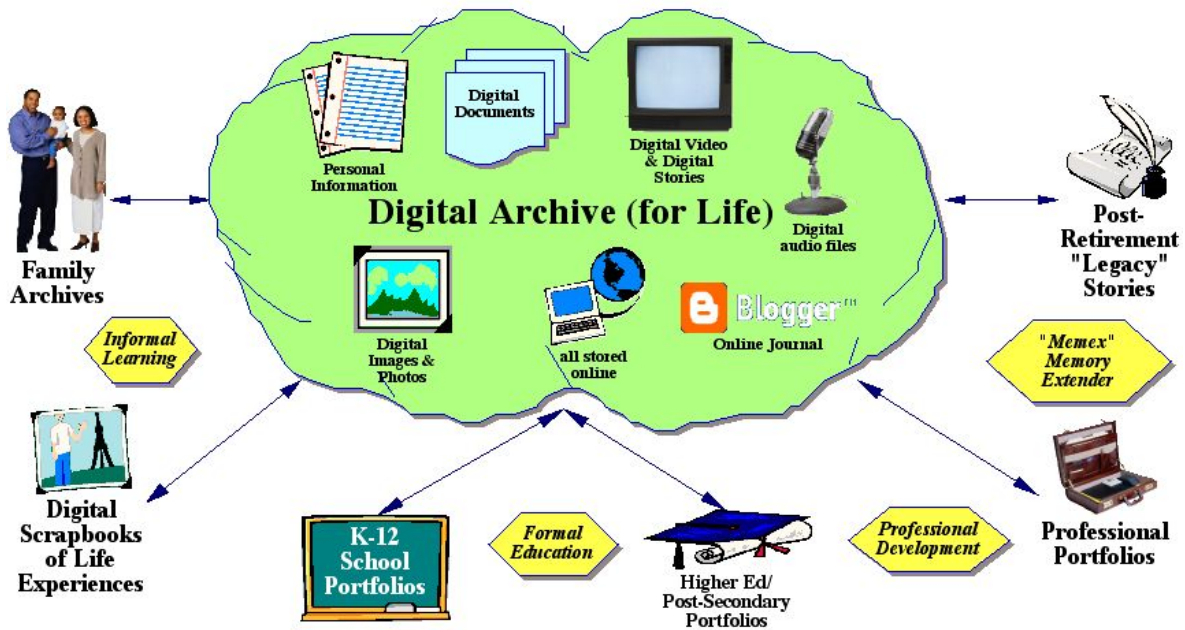 Digital
Documents
Personal
Information
Digital Video
& Digital
Stories
Digital Archive (for Life)
Digital
audio files
Digital
Images &
Photos
all stored
online
Blogger™
Online Journal
Family
Archives
Post-
Retirement
"Legacy"
Stories
Informal
Learning
"Memex"
Memory
Extender
Digital
Scrapbooks
of Life
Experiences
K-12
School
Portfolios
Formal
Education
Higher Ed/
Post-Secondary
Portfolios
Professional
Development
Professional
Portfolios